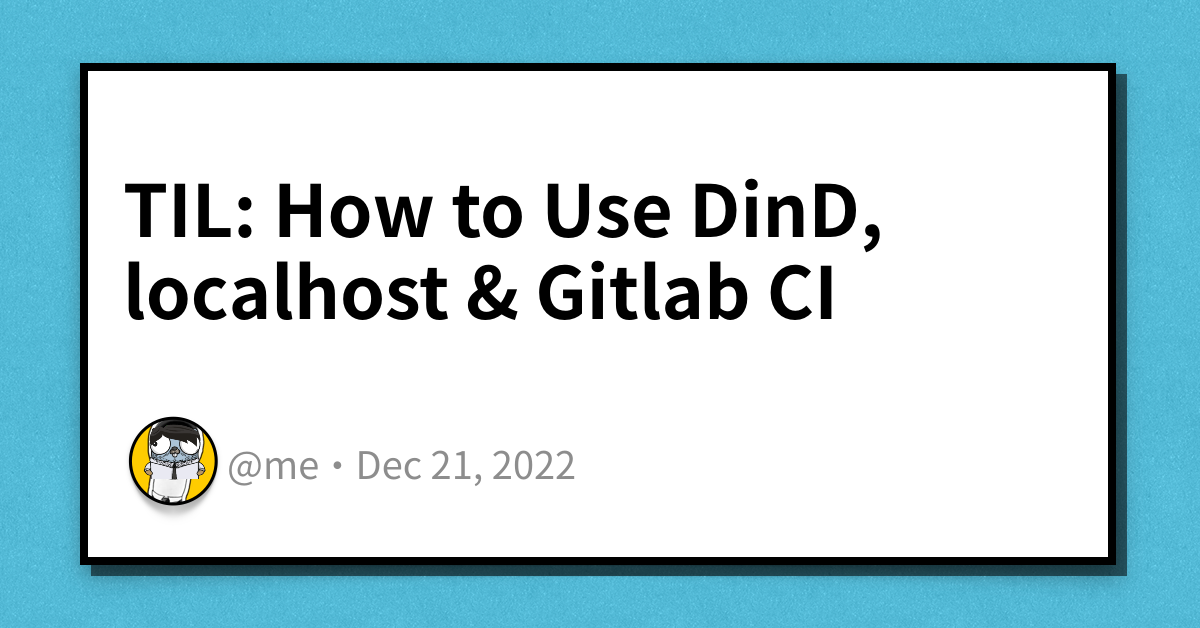 TIL: How to Use DinD,
localhost & Gitlab CI
@me • Dec 21, 2022